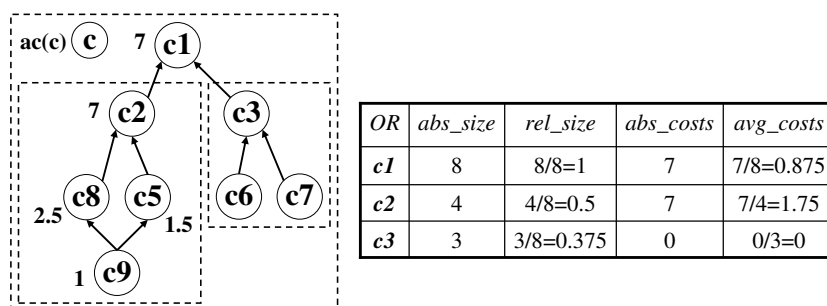 ac(c) c 7 c1
7 c2 c3
c8 c5 c6 c7
2.5 1.5
1 c9
OR abs_size rel_size abs_costs avg_costs
c1 8 8/8=1 7 7/8=0.875
c2 4 4/8=0.5 7 7/4=1.75
c3 3 3/8=0.375 0 0/3=0